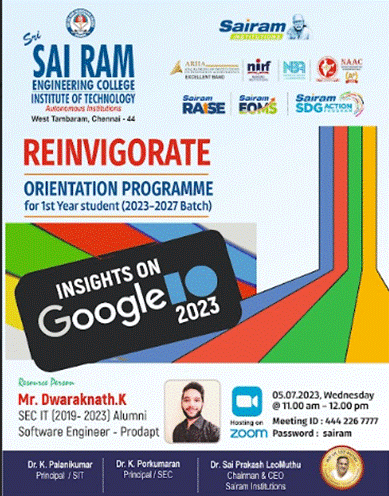 Sri
SAI RAM
ENGINEERING COLLEGE
INSTITUTE OF TECHNOLOGY
Autonomous Institutions
West Tambaram, Chennai - 44
Sairam
INSTITUTIONS
ARIIA
EXCELLENT BAND
nirf
NBA
NAAC
Sairam
RAISE
Sairam
EOMS
Sairam
SDG ACTION
REINVIGORATE
ORIENTATION PROGRAMME
for 1st Year student (2023-2027 Batch)
INSIGHTS ON
Google IO
2023
Resource Person
Mr. Dwaraknath.K
SEC IT (2019- 2023) Alumni
Software Engineer - Prodapt
Hosting on
zoom
05.07.2023, Wednesday
@ 11.00 am - 12.00 pm
Meeting ID : 444 226 7777
Password : sairam
Dr. K. Palanikumar
Principal / SIT
Dr. K. Porkumaran
Principal / SEC
Dr. Sai Prakash LeoMuthu
Chairman & CEO
Sairam Institutions